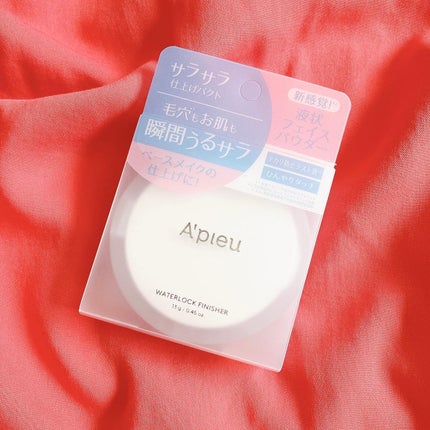 サラサラ
仕上げパクト
毛穴もお肌も
瞬間うるサラ
ベースメイクの
仕上げに!
新感覚!*
液状
フェイス
パウダー
ひんやりタッチ
A'pieu
WATERLOCK FINISHER